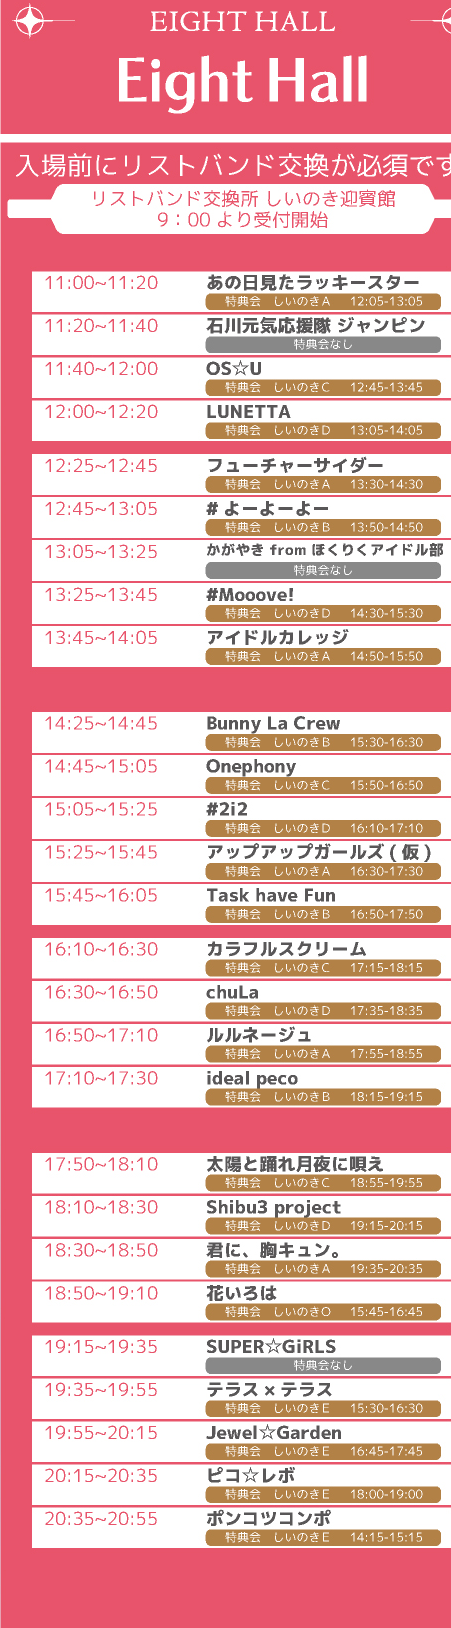 EIGHT HALL
Eight Hall
入場前にリストバンド交換が必須です
リストバンド交換所 しいのき迎賓館
9：00 より受付開始
11:00~11:20 あの日見たラッキースター
特典会 しいのきA 12:05-13:05
11:20~11:40 石川元気応援隊 ジャンピン
特典会なし
11:40~12:00 OS☆U
特典会 しいのきC 12:45-13:45
12:00~12:20 LUNETTA
特典会 しいのきD 13:05-14:05
12:25~12:45 フューチャーサイダー
特典会 しいのきA 13:30-14:30
12:45~13:05 # よーよーよー
特典会 しいのきB 13:50-14:50
13:05~13:25 かがやき from ほくりくアイドル部
特典会なし
13:25~13:45 #Mooove!
特典会 しいのきD 14:30-15:30
13:45~14:05 アイドルカレッジ
特典会 しいのきA 14:50-15:50
14:25~14:45 Bunny La Crew
特典会 しいのきB 15:30-16:30
14:45~15:05 Onephony
特典会 しいのきC 15:50-16:50
15:05~15:25 #2i2
特典会 しいのきD 16:10-17:10
15:25~15:45 アップアップガールズ ( 仮 )
特典会 しいのきA 16:30-17:30
15:45~16:05 Task have Fun
特典会 しいのきB 16:50-17:50
16:10~16:30 カラフルスクリーム
特典会 しいのきC 17:15-18:15
16:30~16:50 chuLa
特典会 しいのきD 17:35-18:35
16:50~17:10 ルルネージュ
特典会 しいのきA 17:55-18:55
17:10~17:30 ideal peco
特典会 しいのきB 18:15-19:15
17:50~18:10 太陽と踊れ月夜に唄え
特典会 しいのきC 18:55-19:55
18:10~18:30 Shibu3 project
特典会 しいのきD 19:15-20:15
18:30~18:50 君に、胸キュン。
特典会 しいのきA 19:35-20:35
18:50~19:10 花いろは
特典会 しいのきO 15:45-16:45
19:15~19:35 SUPER☆GiRLS
特典会なし
19:35~19:55 テラス × テラス
特典会 しいのきE 15:30-16:30
19:55~20:15 Jewel☆Garden
特典会 しいのきE 16:45-17:45
20:15~20:35 ピコ☆レボ
特典会 しいのきE 18:00-19:00
20:35~20:55 ポンコツコンポ
特典会 しいのきE 14:15-15:15